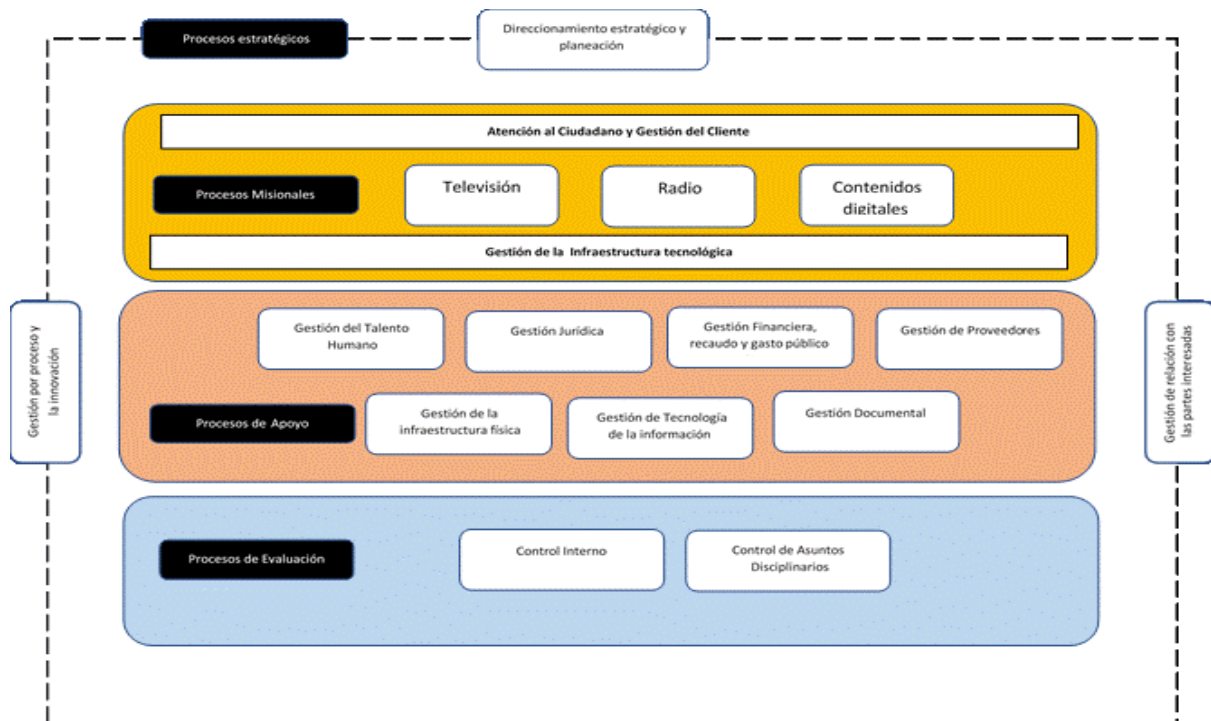 Procesos estratégicos
Direccionamiento estratégico y
planeación
Atención al Ciudadano y Gestión del Cliente
Procesos Misionales
Televisión
Radio
Contenidos
digitales
Gestión de la Infraestructura tecnológica
Gestión por proceso y
la innovación
Gestión de relación con
las partes interesadas
Gestión del Talento
Humano
Gestión Jurídica
Gestión Financiera,
recaudo y gasto público
Gestión de Proveedores
Procesos de Apoyo
Gestión de la
infraestructura física
Gestión de Tecnología
de la información
Gestión Documental
Procesos de Evaluación
Control Interno
Control de Asuntos
Disciplinarios